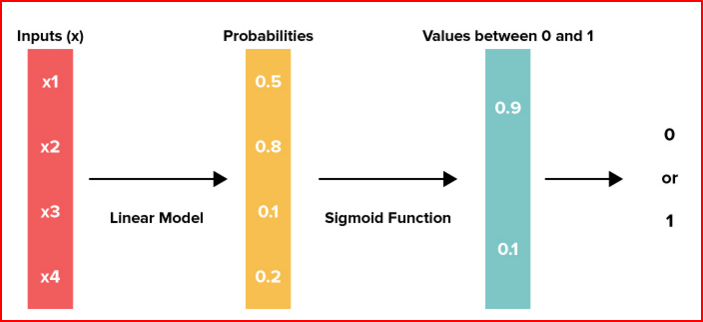 Inputs (x)
Probabilities
Values between 0 and 1
x1
x2
x3
x4
Linear Model
0.5
0.8
0.1
0.2
Sigmoid Function
0.9
0.1
0
or
1